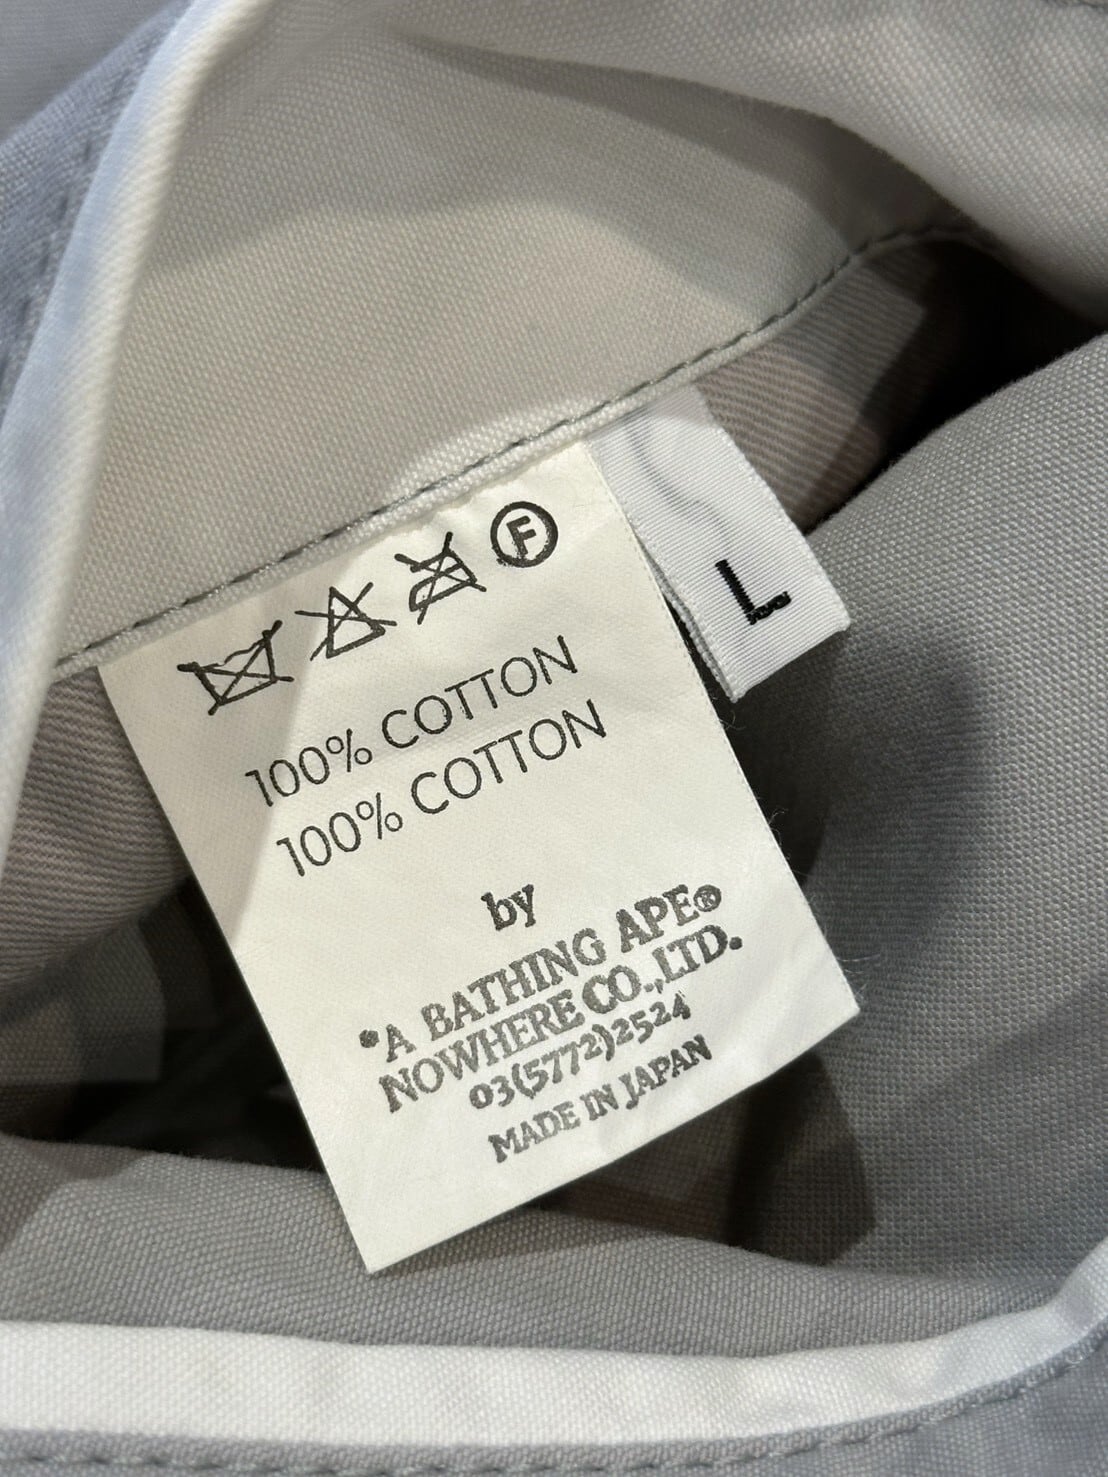 F
L
100% COTTON
100% COTTON
by
*A BATHING APE®
NOWHERE CO.,LTD.
03(5772)2524
MADE IN JAPAN